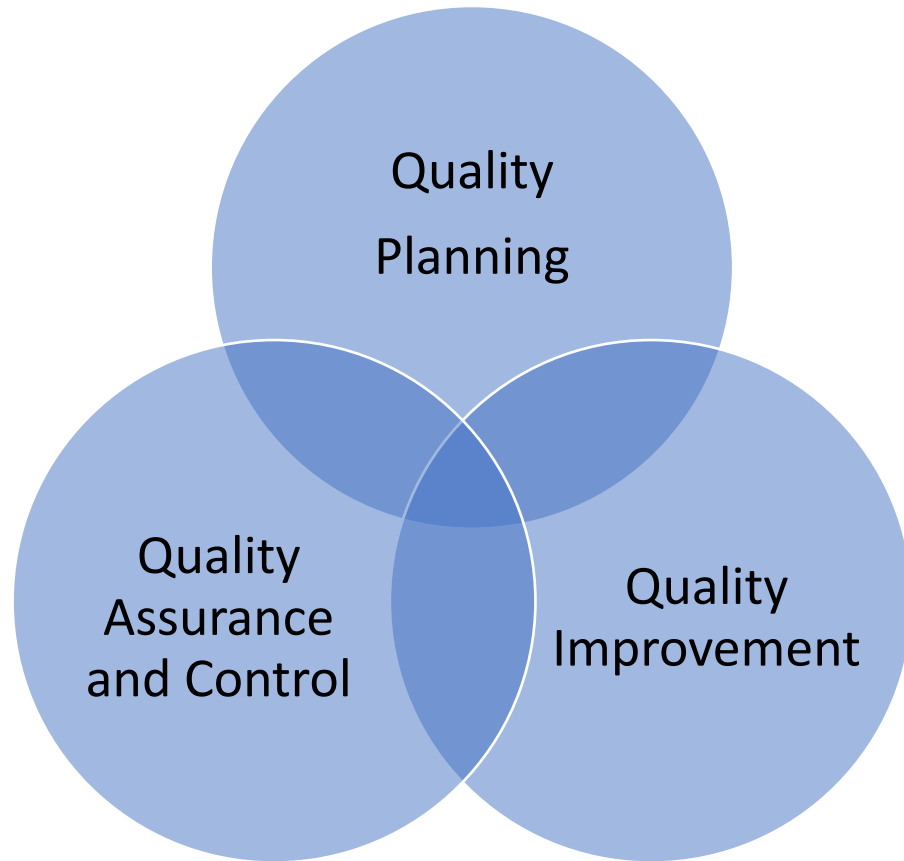 Quality
Planning
Quality
Assurance
and Control
Quality
Improvement